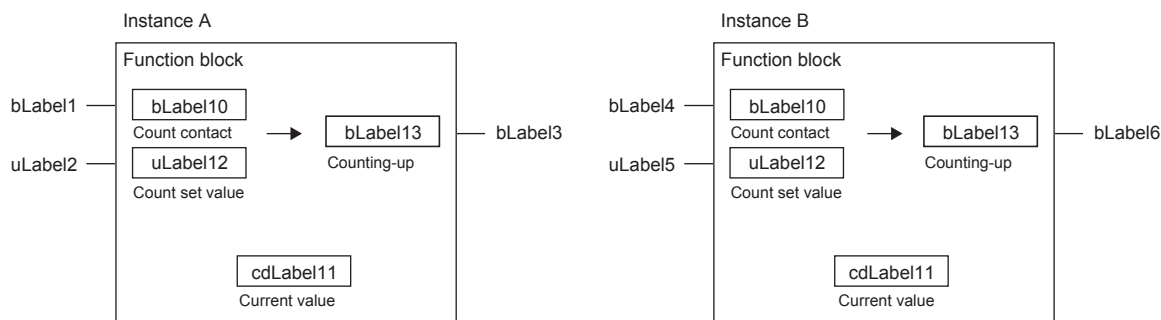 Instance A
Function block
bLabel1
bLabel10
Count contact
bLabel13
bLabel3
uLabel2
uLabel12
Counting-up
Count set value
cdLabel11
Current value
Instance B
Function block
bLabel4
bLabel10
Count contact
bLabel13
bLabel6
uLabel5
uLabel12
Counting-up
Count set value
cdLabel11
Current value